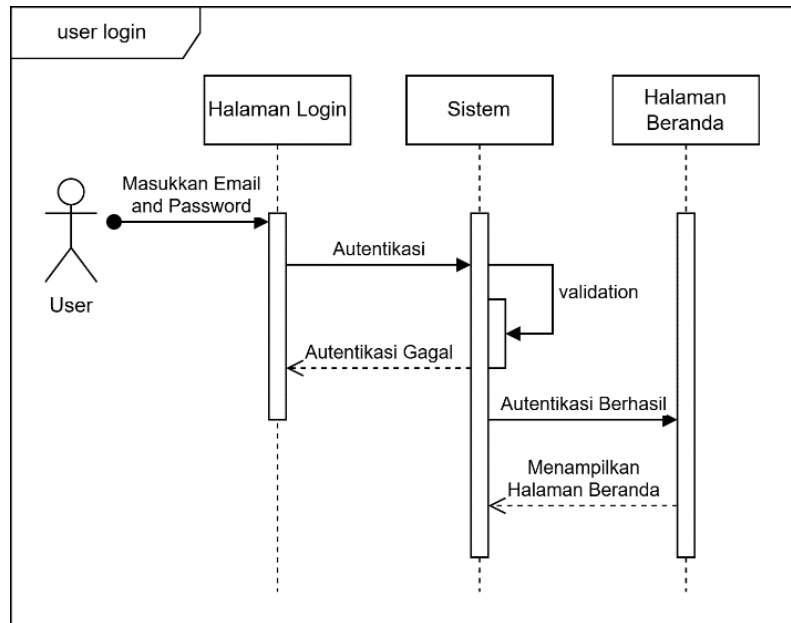 user login
Halaman Login
Sistem
Halaman
Beranda
Masukkan Email
and Password
User
Autentikasi
validation
Autentikasi Gagal
Autentikasi Berhasil
Menampilkan
Halaman Beranda